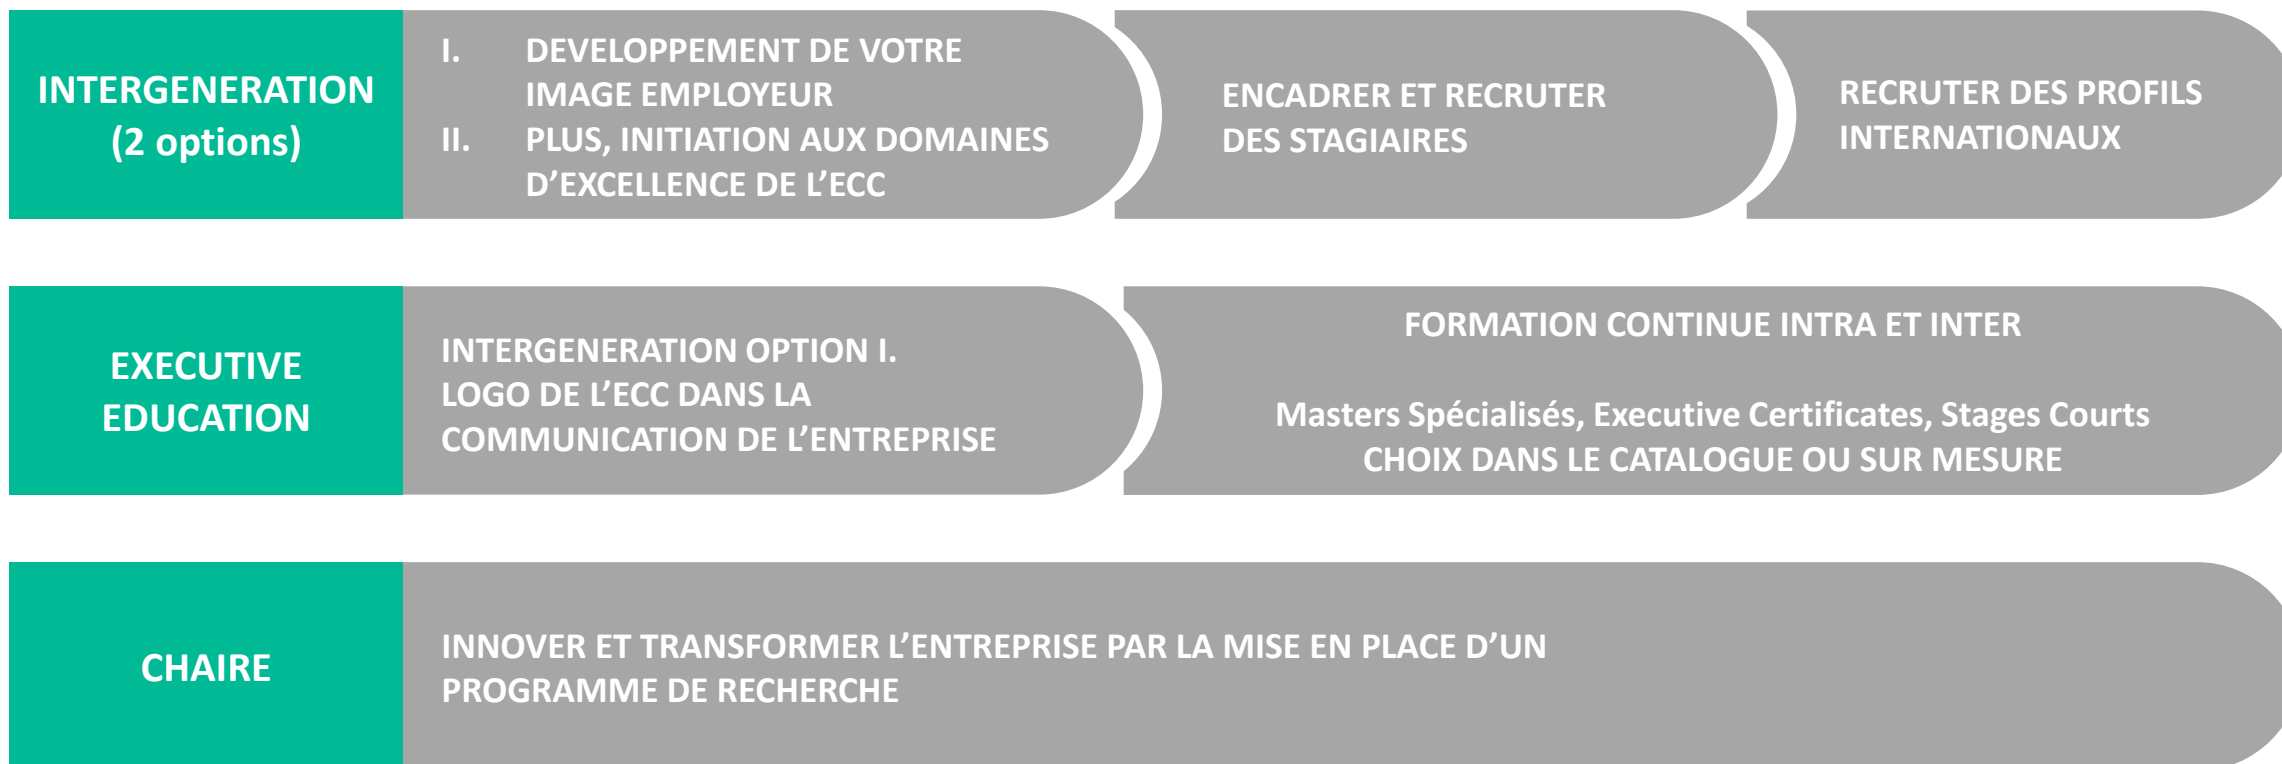 INTERGENERATION
(2 options)
I. DEVELOPPEMENT DE VOTRE
IMAGE EMPLOYEUR
II. PLUS, INITIATION AUX DOMAINES
D’EXCELLENCE DE L’ECC
ENCADRER ET RECRUTER
DES STAGIAIRES
RECRUTER DES PROFILS
INTERNATIONAUX
EXECUTIVE
EDUCATION
INTERGENERATION OPTION I.
LOGO DE L’ECC DANS LA
COMMUNICATION DE L’ENTREPRISE
FORMATION CONTINUE INTRA ET INTER
Masters Spécialisés, Executive Certificates, Stages Courts
CHOIX DANS LE CATALOGUE OU SUR MESURE
CHAIRE
INNOVER ET TRANSFORMER L’ENTREPRISE PAR LA MISE EN PLACE D’UN
PROGRAMME DE RECHERCHE